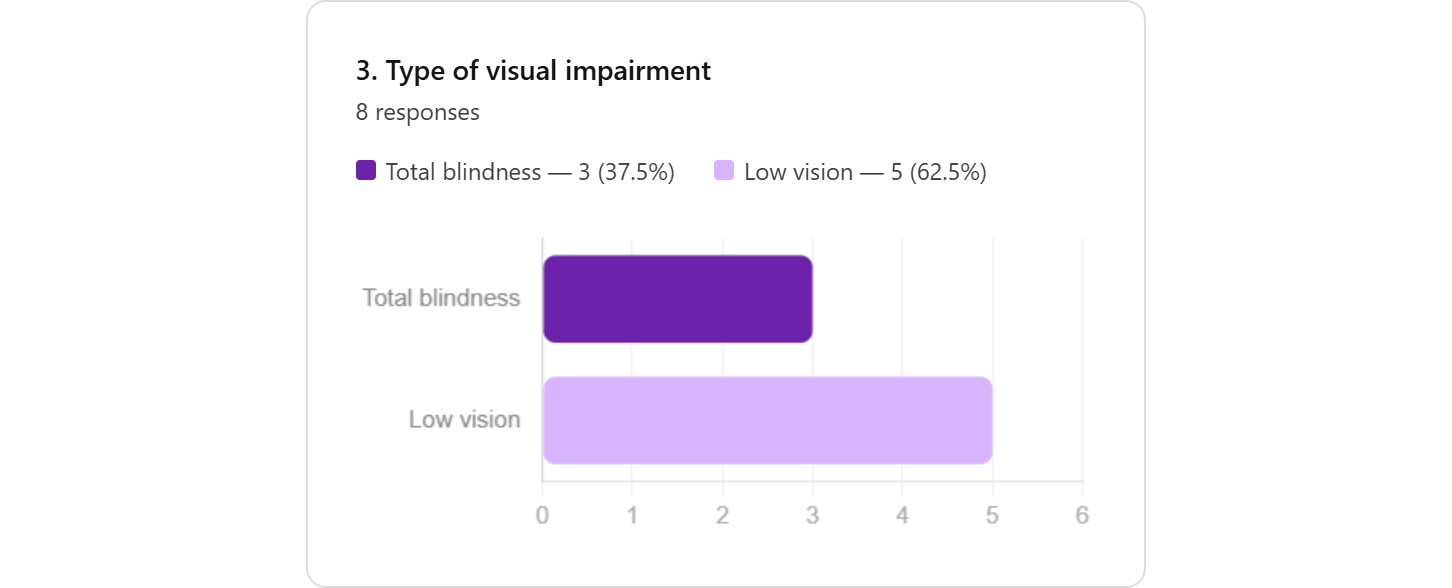 3. Type of visual impairment
8 responses
Total blindness — 3 (37.5%) Low vision — 5 (62.5%)
Total blindness
Low vision
0 1 2 3 4 5 6